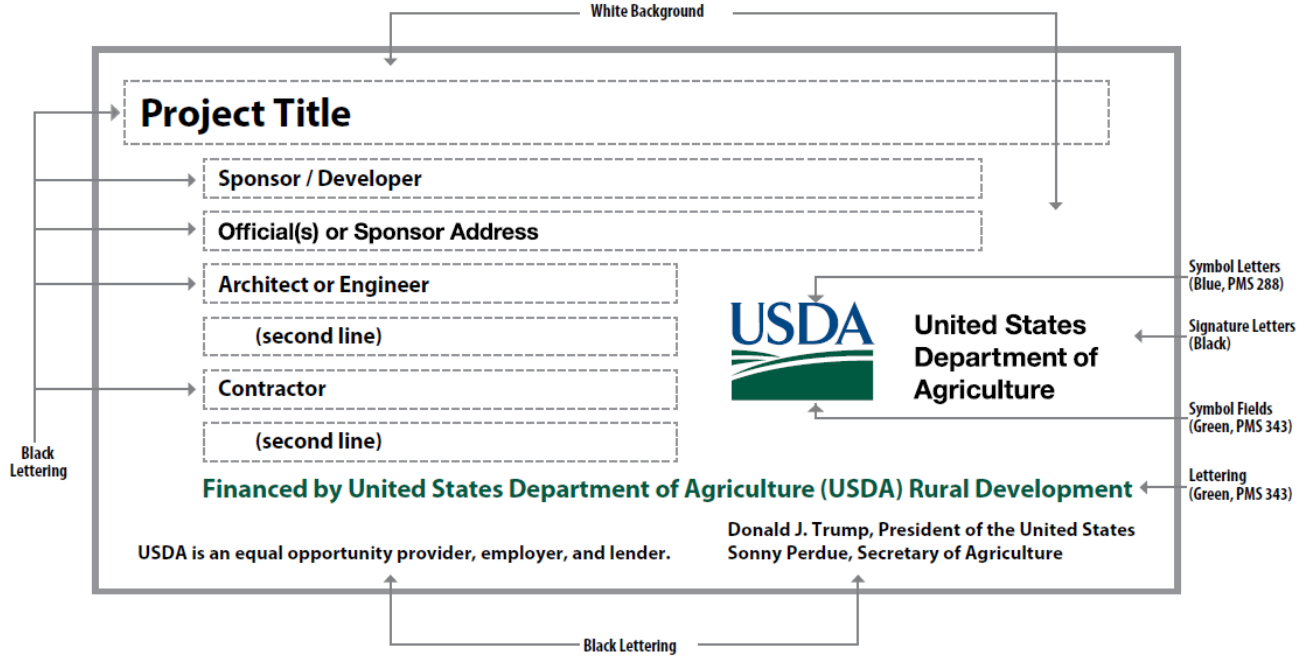 White Background
Project Title
Sponsor / Developer
Official(s) or Sponsor Address
Architect or Engineer
(second line)
Contractor
(second line)
USDA
United States
Department of
Agriculture
Symbol Letters
(Blue, PMS 288)
Signature Letters
(Black)
Symbol Fields
(Green, PMS 343)
Lettering
(Green, PMS 343)
Black
Lettering
Financed by United States Department of Agriculture (USDA) Rural Development
USDA is an equal opportunity provider, employer, and lender.
Donald J. Trump, President of the United States
Sonny Perdue, Secretary of Agriculture
Black Lettering